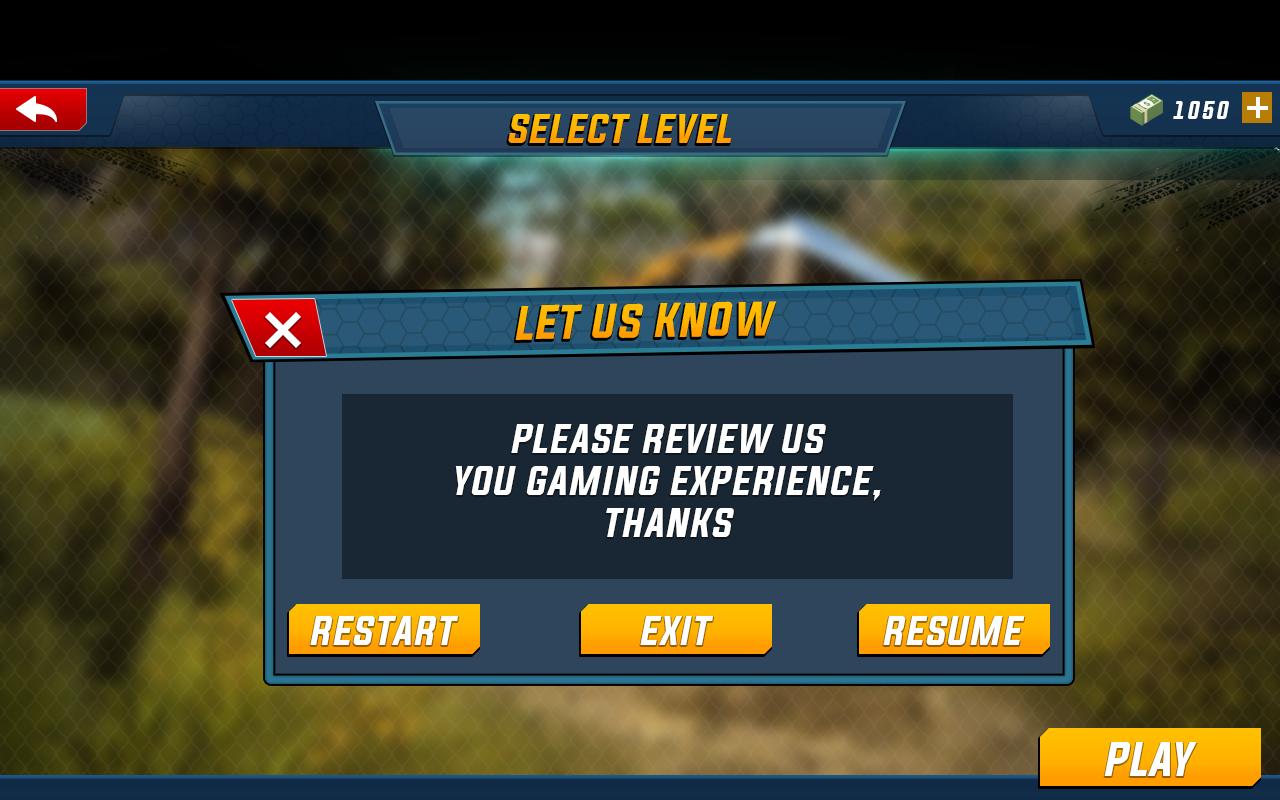 SELECT LEVEL
1050
LET US KNOW
PLEASE REVIEW US
YOU GAMING EXPERIENCE,
THANKS
RESTART
EXIT
RESUME
PLAY